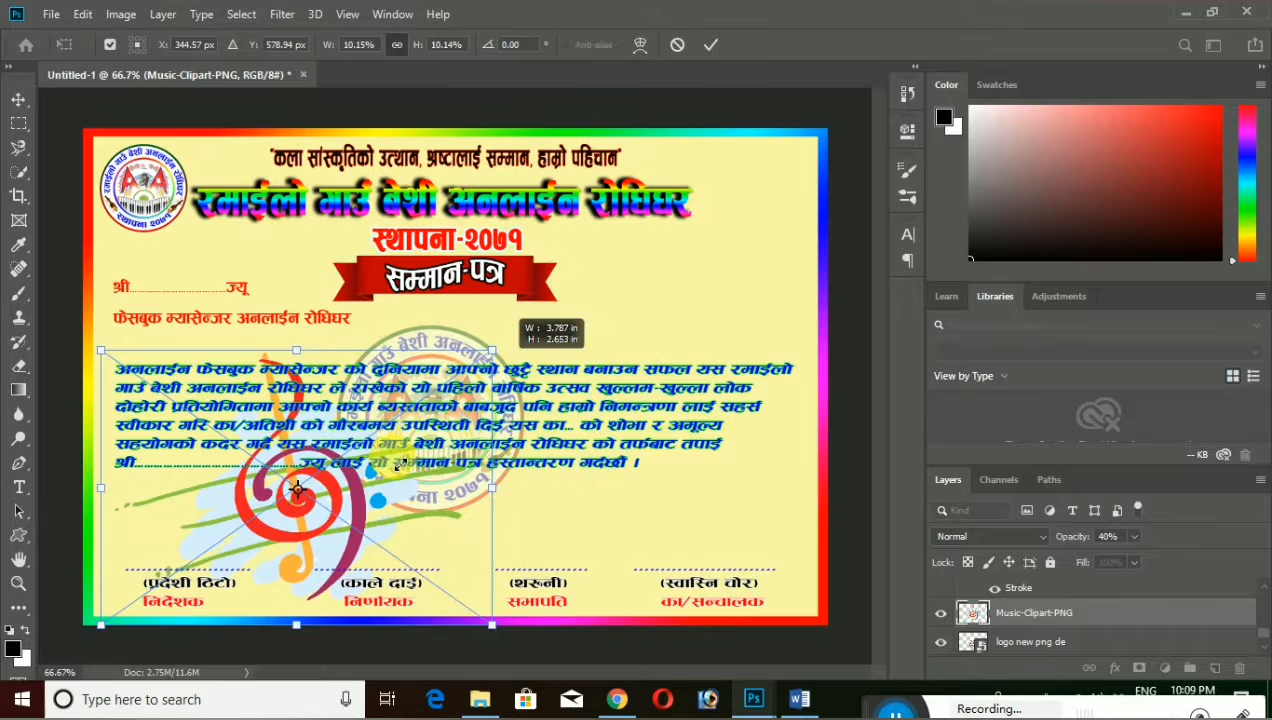 File Edit Image Layer Type Select Filter 3D View Window Help
X: 344.57 px Y: 578.94 px W: 10.15% H: 10.14% 0.00 ° Anti-alias
Untitled-1 @ 66.7% (Music-Clipart-PNG, RGB/8#) *
"कला सांस्कृतिको उत्थान, श्रष्टालाई सम्मान, हाम्रो पहिचान"
रमाईलो गाउँ बेशी अनलाईन रोधिघर
स्थापना-२०७१
सम्मान-पत्र
श्री..............................ज्यू
फेसबुक म्यासेन्जर अनलाईन रोधिघर
W: 3.787 in
H: 2.653 in
अनलाईन फेसबुक म्यासेन्जर को दुनियामा आफ्नो छुट्टै स्थान बनाउन सफल यस रमाईलो
गाउँ बेशी अनलाईन रोधिघर ले राखेको यो पहिलो वार्षिक उत्सव खुल्लम-खुल्ला लोक
दोहोरी प्रतियोगितामा आफ्नो कार्य ब्यस्तताको बाबजुद पनि हाम्रो निमन्त्रणा लाई सहर्स
स्वीकार गरि का/अतिथी को गौरबमय उपस्थिती दिई यस का... को शोभा र अमूल्य
सहयोगको कदर गर्दै यस रमाईलो गाउँ बेशी अनलाईन रोधिघर को तर्फबाट तपाई
श्री..............................ज्यू लाई यो सम्मान पत्र हस्तान्तरण गर्दछौं ।
(प्रदेशी टिटो) (काले दाई) (शरूनी) (स्वास्नि चोर)
निर्देशक निर्णायक सभापति का/सन्चालक
66.67% Doc: 2.75M/11.6M
Color Swatches
Learn Libraries Adjustments
View by Type
-- KB
Layers Channels Paths
Kind
Normal Opacity: 40%
Lock: Fill: 100%
Stroke
Music-Clipart-PNG
logo new png de
Type here to search
ENG 10:09 PM
Recording...